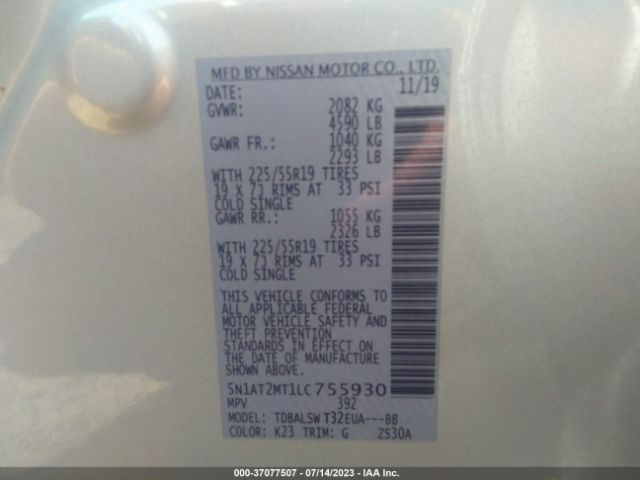 MFD BY NISSAN MOTOR CO., LTD.
DATE: 11/19
GVWR: 2082 KG
4590 LB
GAWR FR.: 1040 KG
2293 LB
WITH 225/55R19 TIRES
19 X 7J RIMS AT 33 PSI
COLD SINGLE
GAWR RR.: 1055 KG
2326 LB
WITH 225/55R19 TIRES
19 X 7J RIMS AT 33 PSI
COLD SINGLE
THIS VEHICLE CONFORMS TO
ALL APPLICABLE FEDERAL
MOTOR VEHICLE SAFETY AND
THEFT PREVENTION
STANDARDS IN EFFECT ON
THE DATE OF MANUFACTURE
SHOWN ABOVE.
5N1AT2MT1LC755930
MPV 392
MODEL: TDBALSW T32EUA---BB
COLOR: K23 TRIM: G ZS30A
000-37077507 - 07/14/2023 - IAA Inc.